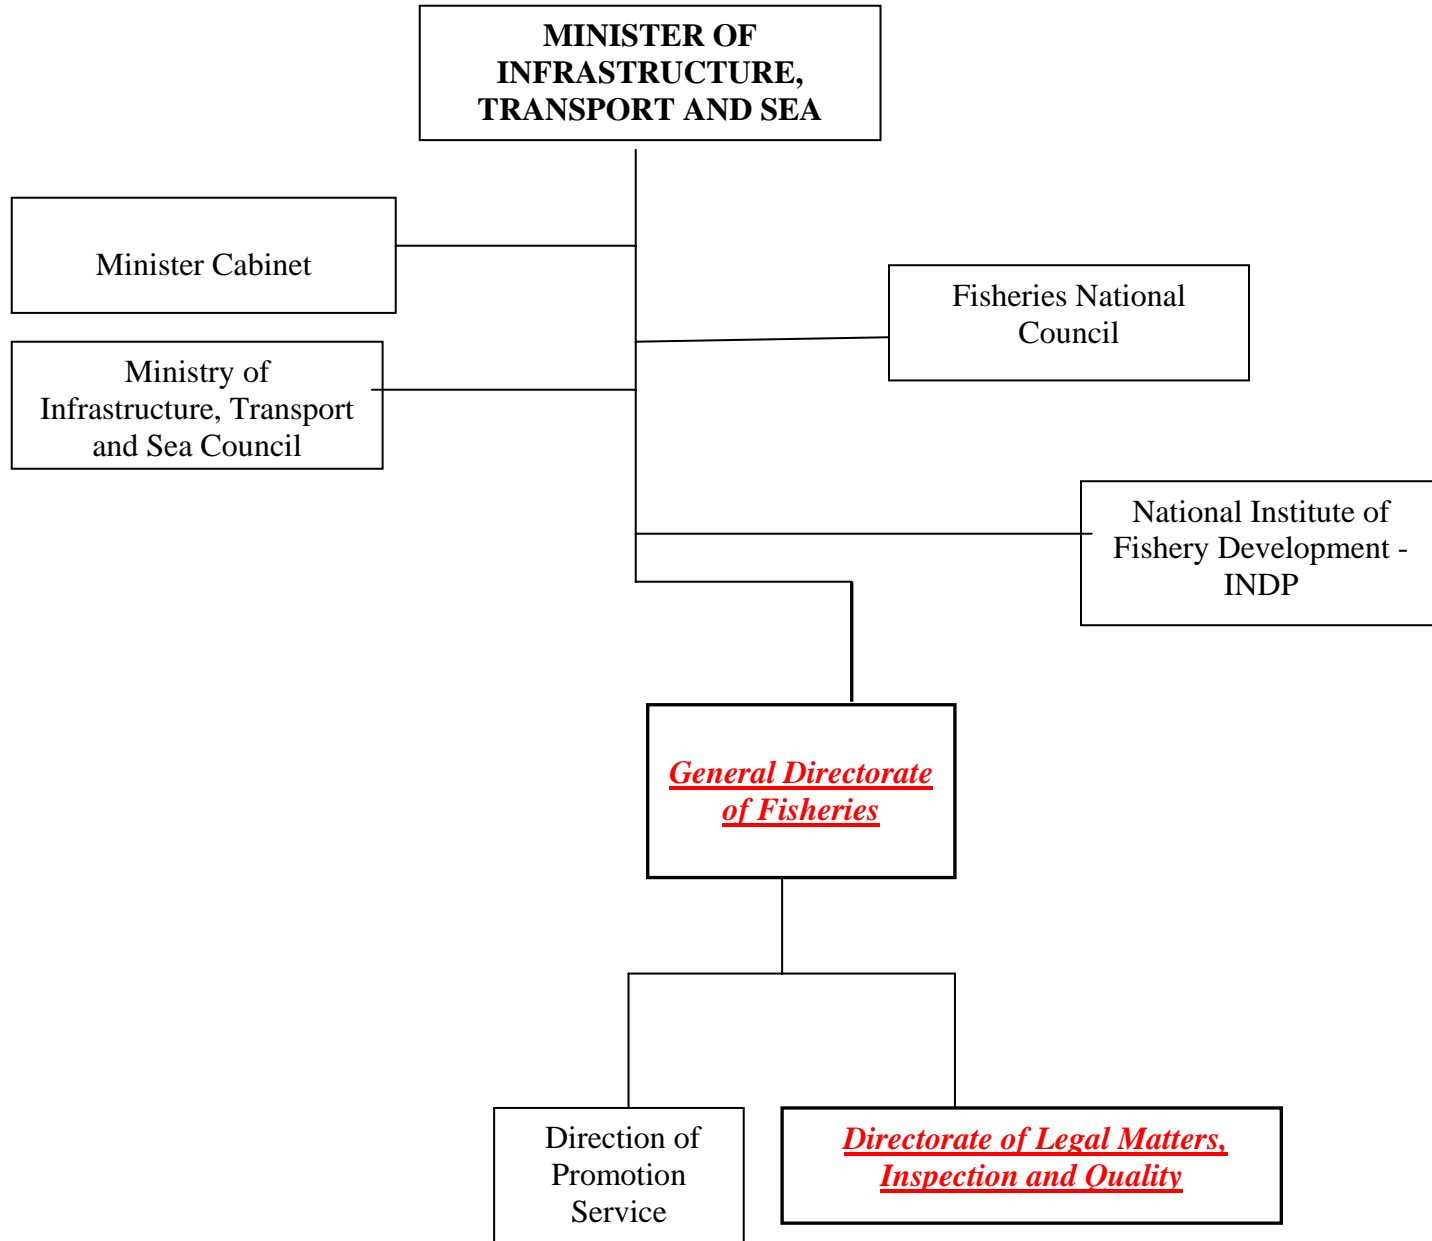 MINISTER OF
INFRASTRUCTURE,
TRANSPORT AND SEA
Minister Cabinet
Fisheries National
Council
Ministry of
Infrastructure, Transport
and Sea Council
National Institute of
Fishery Development -
INDP
General Directorate
of Fisheries
Direction of
Promotion
Service
Directorate of Legal Matters,
Inspection and Quality